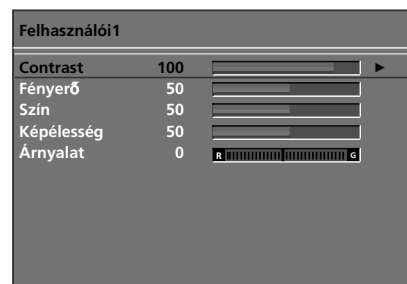 Felhasználói1
Contrast 100 ►
Fényerő 50
Szín 50
Képélesség 50
Árnyalat 0 R G